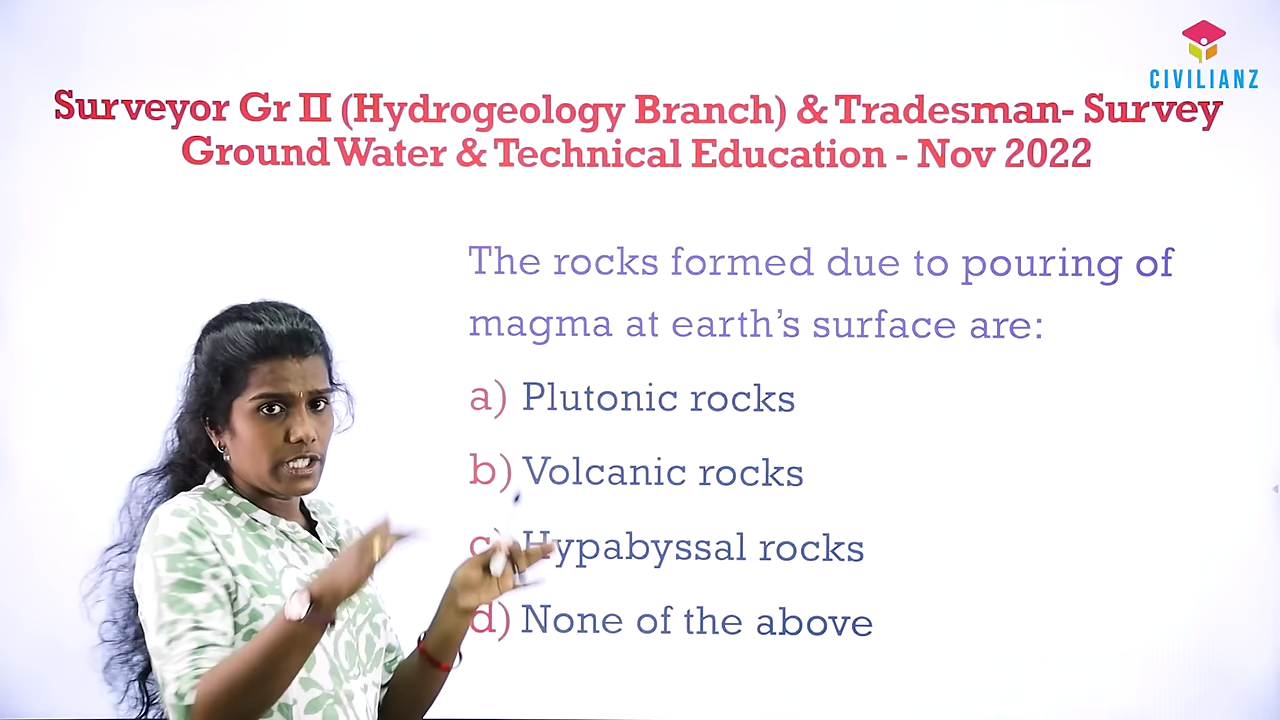 CIVILIANZ
Surveyor Gr II (Hydrogeology Branch) & Tradesman- Survey
Ground Water & Technical Education - Nov 2022
The rocks formed due to pouring of
magma at earth's surface are:
a) Plutonic rocks
b) Volcanic rocks
c) Hypabyssal rocks
d) None of the above